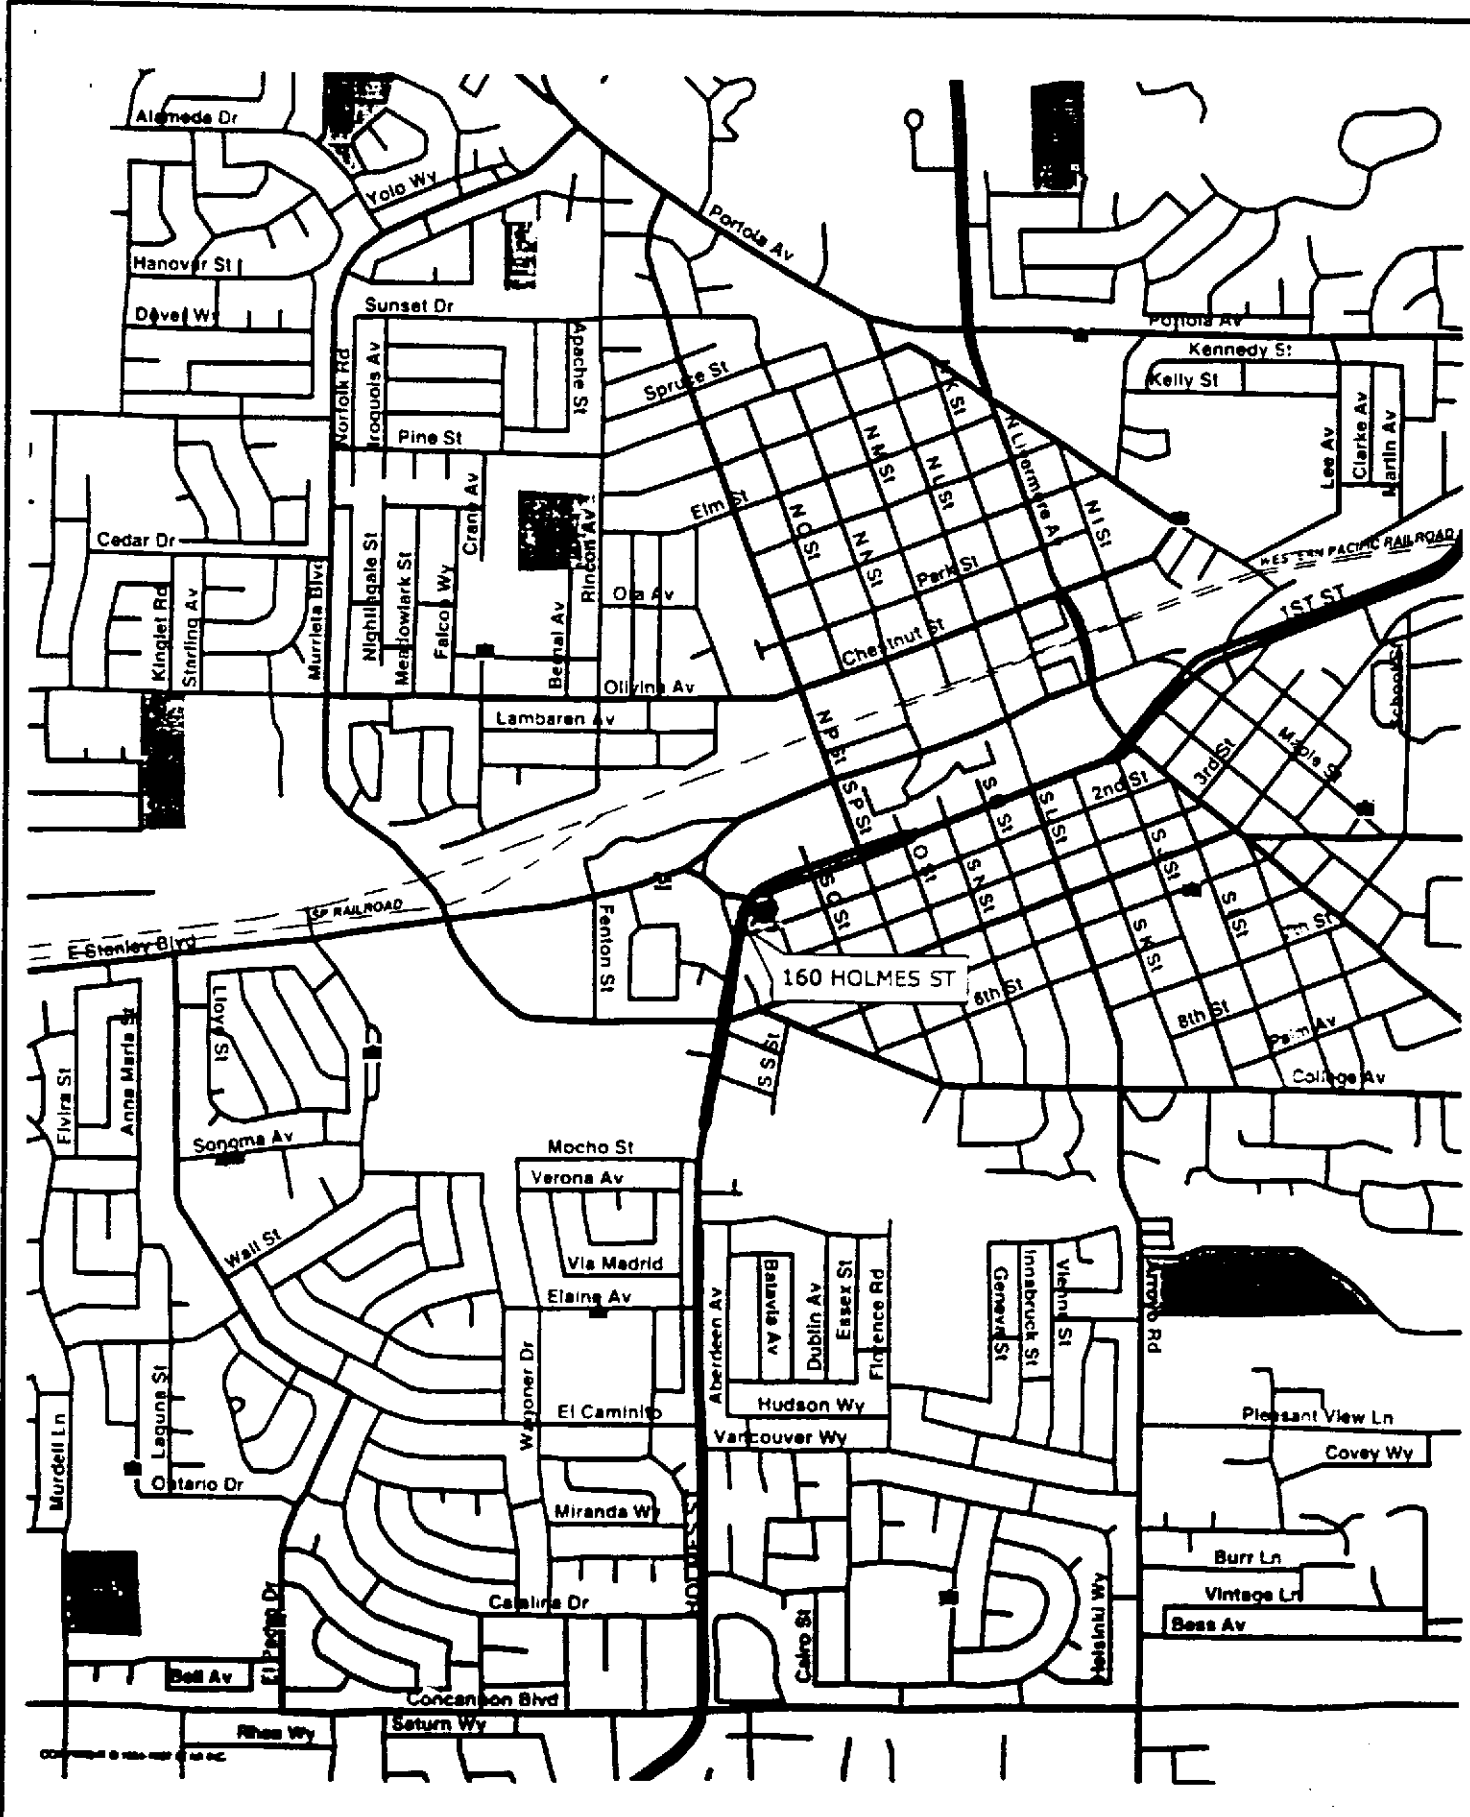 Alameda Dr
Yolo Wy
Portola Av
Hanover St
Sunset Dr
Portola Av
Kennedy St
Kelly St
Apache St
Norfolk Rd
Iroquois Av
Spruce St
K St
Pine St
Lee Av
Clarke Av
Marlin Av
N M St
N L St
N Livermore Av
N I St
Elm St
Crane Av
N O St
N N St
Cedar Dr
Rincon Av
Park St
WESTERN PACIFIC RAILROAD
1ST ST
Kinglet Rd
Starling Av
Murrieta Blvd
Nightingale St
Meadowlark St
Falcon Wy
Bernal Av
Chestnut St
School St
Olivina Av
Lambaren Av
N P St
Maple St
3rd St
2nd St
S P St
S L St
S J St
O St
S N St
S O St
SP RAILROAD
E Stanley Blvd
Fenton St
S I St
S K St
7th St
160 HOLMES ST
6th St
8th St
Palm Av
College Av
Lloyd St
Anna Maria St
Elvira St
S S St
Sonoma Av
Mocho St
Verona Av
Wall St
Via Madrid
Elaine Av
Aberdeen Av
Batavia Av
Dublin Av
Essex St
Florence Rd
Geneva St
Innsbruck St
Vienna St
Arroyo Rd
Wagoner Dr
Hudson Wy
El Caminito
Vancouver Wy
Pleasant View Ln
Covey Wy
Murdell Ln
Laguna St
Ontario Dr
Miranda Wy
HOLMES ST
Burr Ln
Vintage Ln
Bess Av
Catalina Dr
El Padro Dr
Cairo St
Helsinki Wy
Bell Av
Concannon Blvd
Rhea Wy
Saturn Wy